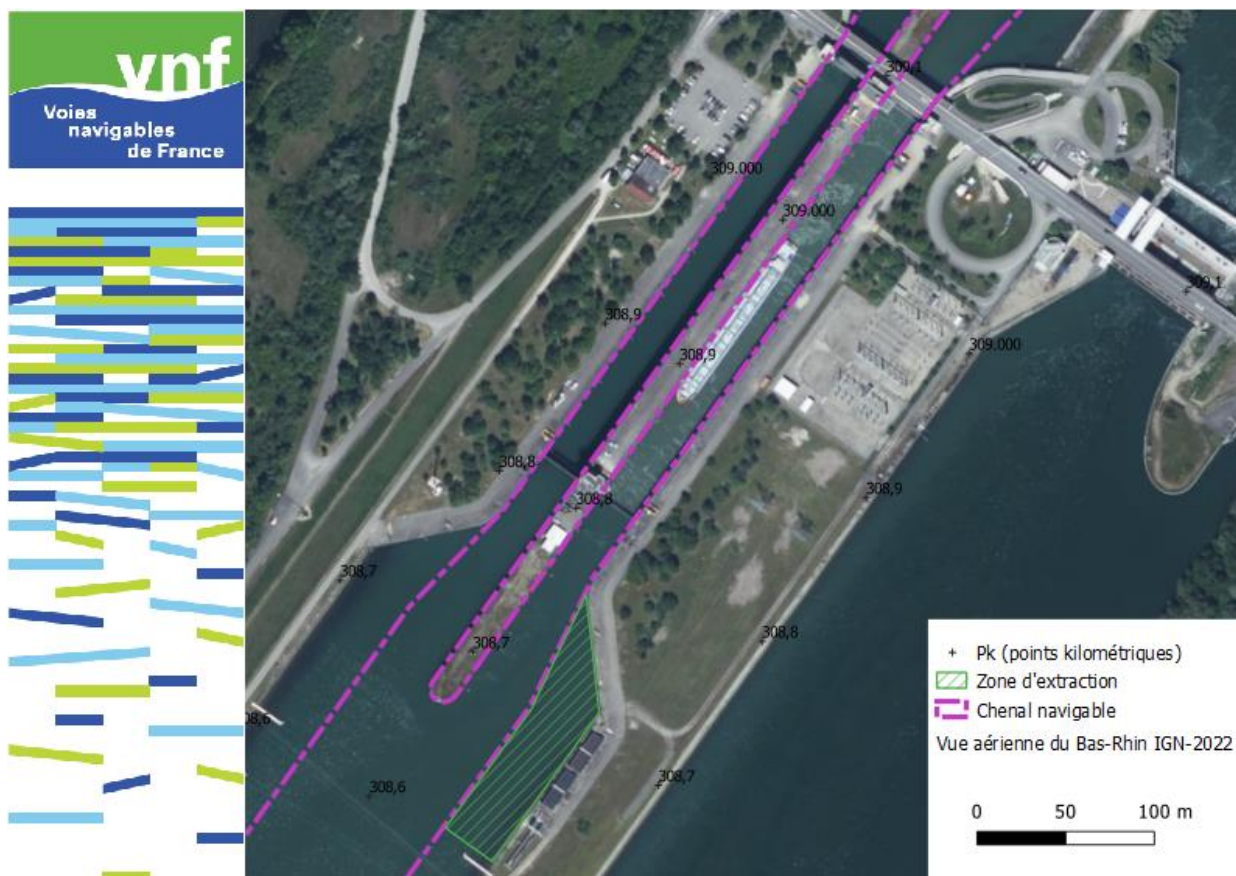 vnf
Voies
navigables
de France
309,1
309.000
309.000
309,1
308,9
309.000
308,9
308,8
308,9
308,8
308,7
308,8
308,7
308,6
308,6
308,7
Pk (points kilométriques)
Zone d'extraction
Chenal navigable
Vue aérienne du Bas-Rhin IGN-2022
0 50 100 m